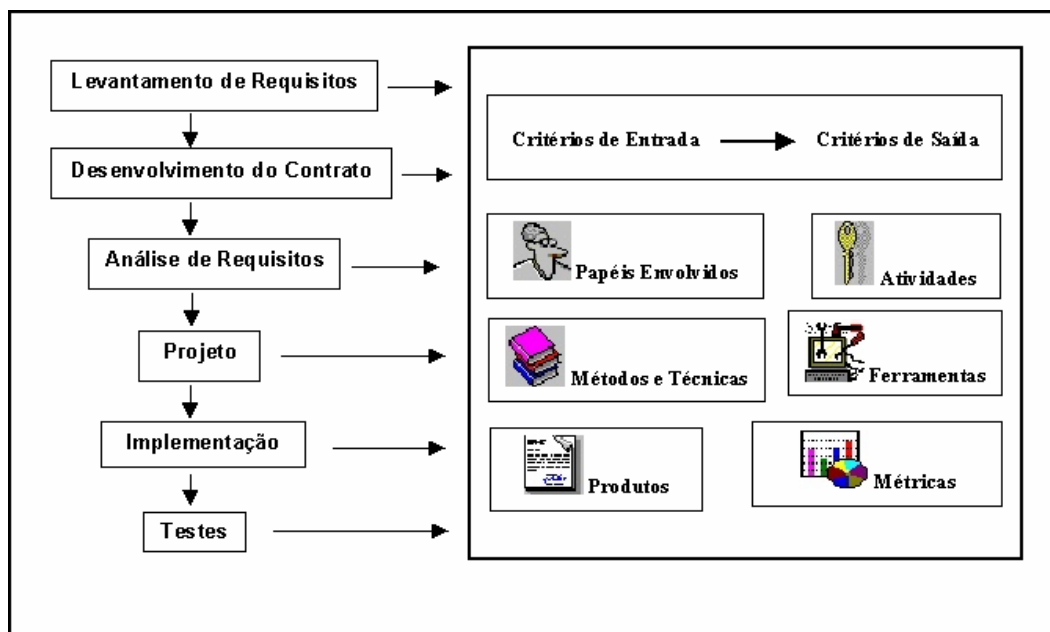 Levantamento de Requisitos
Desenvolvimento do Contrato
Análise de Requisitos
Projeto
Implementação
Testes
Critérios de Entrada
Critérios de Saída
Papéis Envolvidos
Atividades
Métodos e Técnicas
Ferramentas
Produtos
Métricas